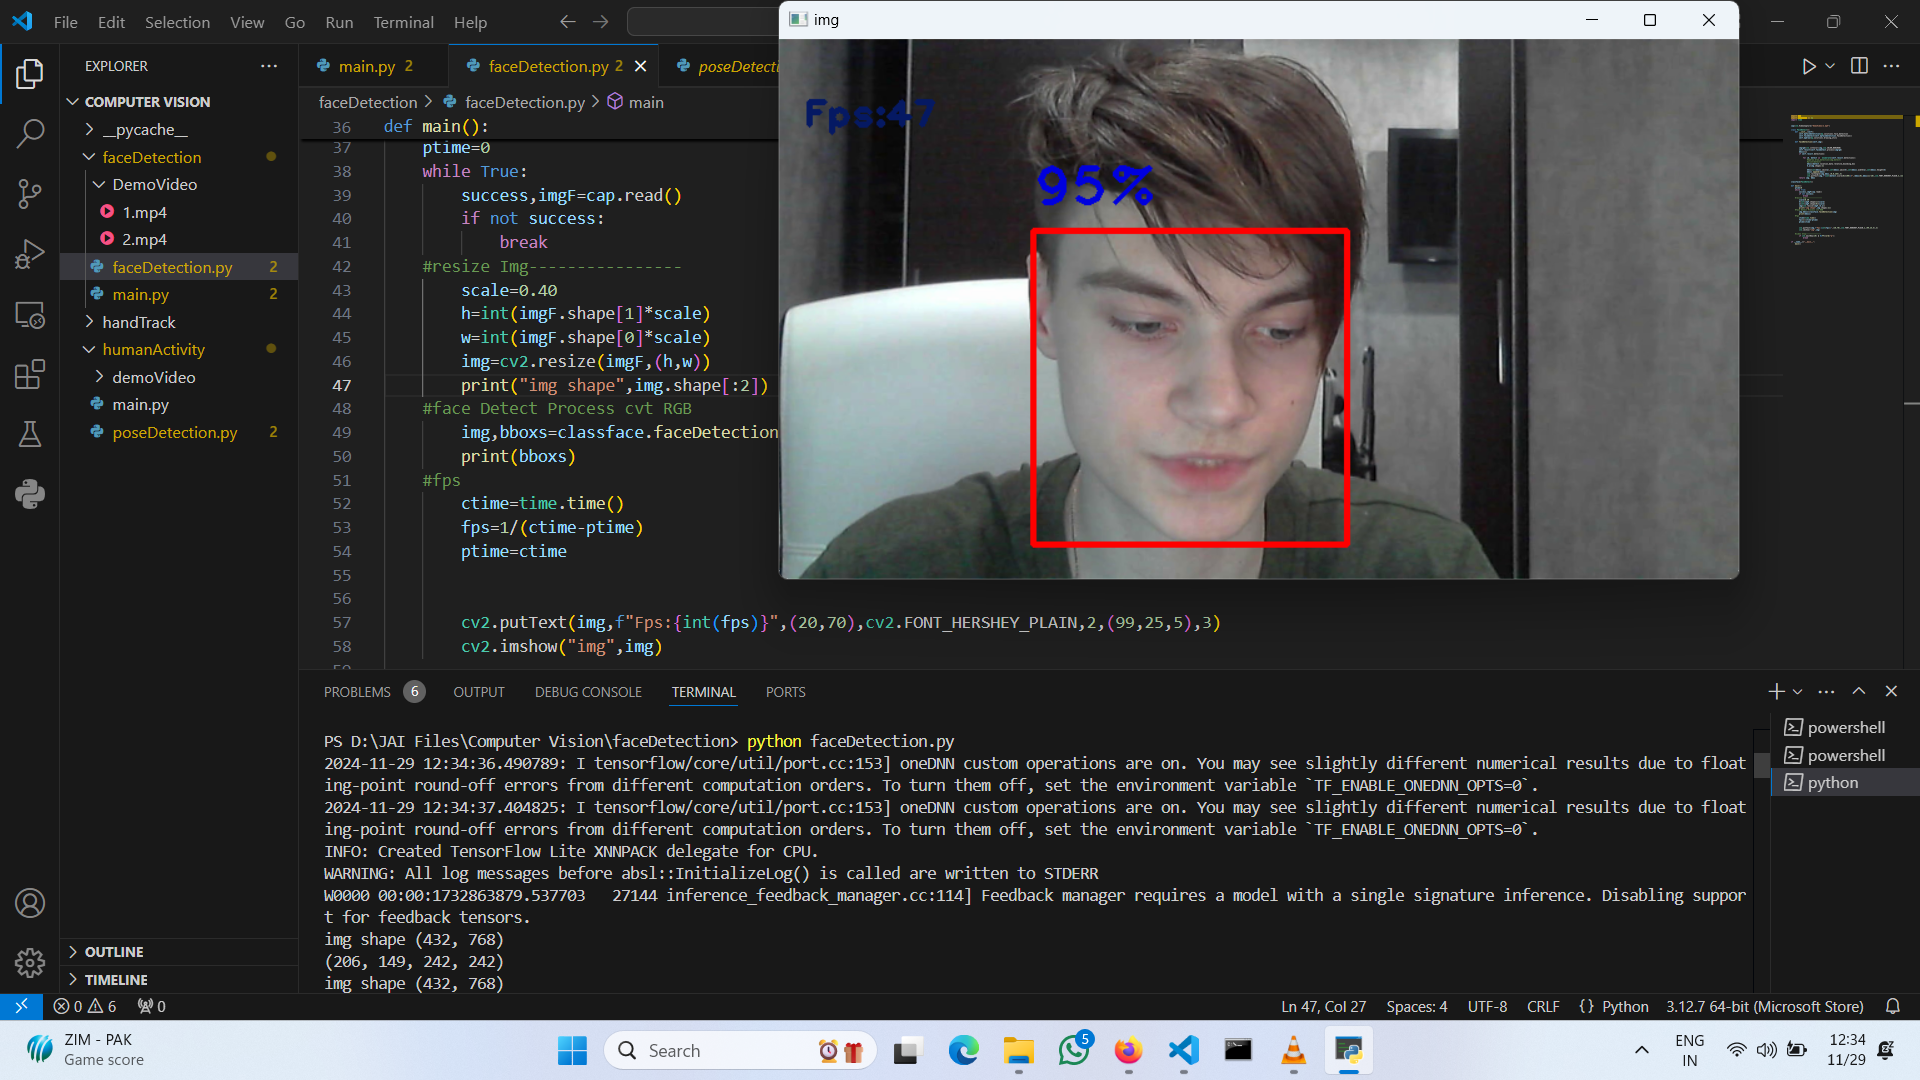 File Edit Selection View Go Run Terminal Help
img
EXPLORER
COMPUTER VISION
__pycache__
faceDetection
DemoVideo
1.mp4
2.mp4
faceDetection.py 2
main.py 2
handTrack
humanActivity
demoVideo
main.py
poseDetection.py 2
OUTLINE
TIMELINE
main.py 2
faceDetection.py 2
poseDetecti
faceDetection > faceDetection.py > main
36 def main():
37 ptime=0
38 while True:
39 success,imgF=cap.read()
40 if not success:
41 break
42 #resize Img----------------
43 scale=0.40
44 h=int(imgF.shape[1]*scale)
45 w=int(imgF.shape[0]*scale)
46 img=cv2.resize(imgF,(h,w))
47 print("img shape",img.shape[:2])
48 #face Detect Process cvt RGB
49 img,bboxs=classface.faceDetection
50 print(bboxs)
51 #fps
52 ctime=time.time()
53 fps=1/(ctime-ptime)
54 ptime=ctime
55
56
57 cv2.putText(img,f"Fps:{int(fps)}",(20,70),cv2.FONT_HERSHEY_PLAIN,2,(99,25,5),3)
58 cv2.imshow("img",img)
Fps:47
95%
PROBLEMS 6 OUTPUT DEBUG CONSOLE TERMINAL PORTS
PS D:\JAI Files\Computer Vision\faceDetection> python faceDetection.py
2024-11-29 12:34:36.490789: I tensorflow/core/util/port.cc:153] oneDNN custom operations are on. You may see slightly different numerical results due to float
ing-point round-off errors from different computation orders. To turn them off, set the environment variable `TF_ENABLE_ONEDNN_OPTS=0`.
2024-11-29 12:34:37.404825: I tensorflow/core/util/port.cc:153] oneDNN custom operations are on. You may see slightly different numerical results due to float
ing-point round-off errors from different computation orders. To turn them off, set the environment variable `TF_ENABLE_ONEDNN_OPTS=0`.
INFO: Created TensorFlow Lite XNNPACK delegate for CPU.
WARNING: All log messages before absl::InitializeLog() is called are written to STDERR
W0000 00:00:1732863879.537703   27144 inference_feedback_manager.cc:114] Feedback manager requires a model with a single signature inference. Disabling suppor
t for feedback tensors.
img shape (432, 768)
(206, 149, 242, 242)
img shape (432, 768)
powershell
powershell
python
0 6 0
Ln 47, Col 27 Spaces: 4 UTF-8 CRLF {} Python 3.12.7 64-bit (Microsoft Store)
ZIM - PAK
Game score
Search
5
ENG
IN
12:34
11/29